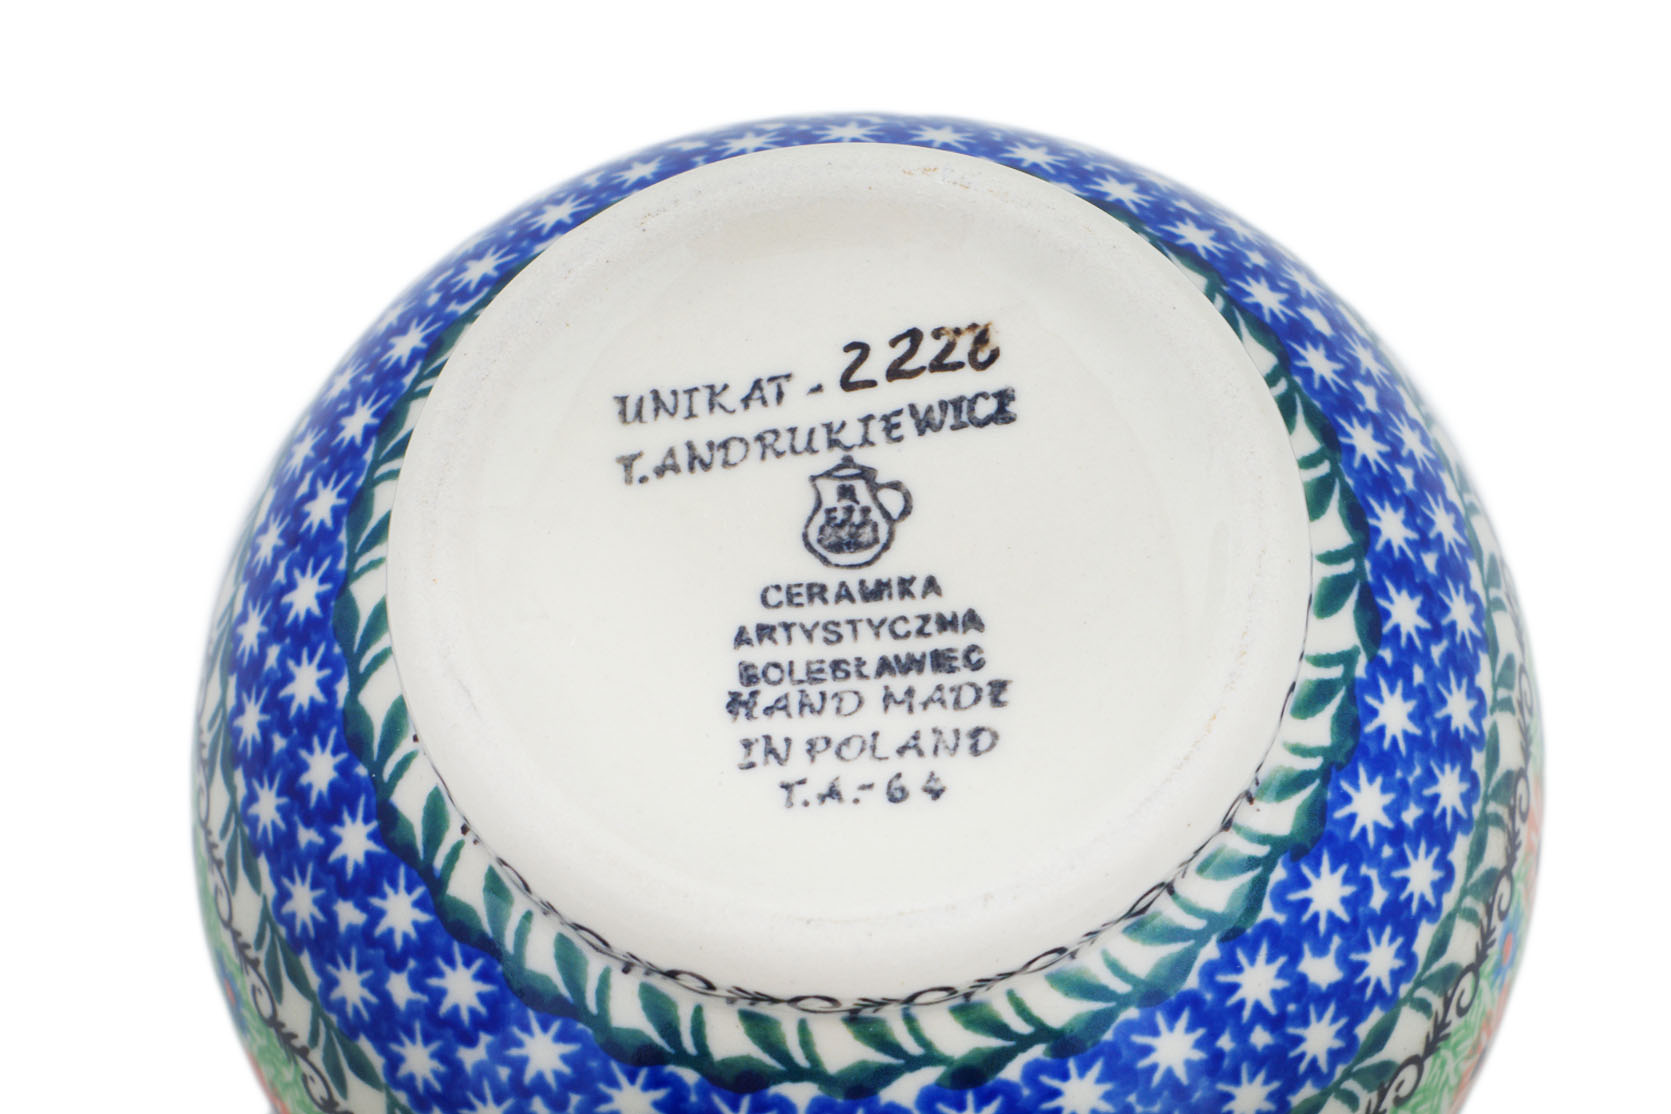 UNIKAT - 2228
T. ANDRUKIEWICZ
CERAMIKA
ARTYSTYCZNA
BOLESŁAWIEC
HAND MADE
IN POLAND
T.A.-64